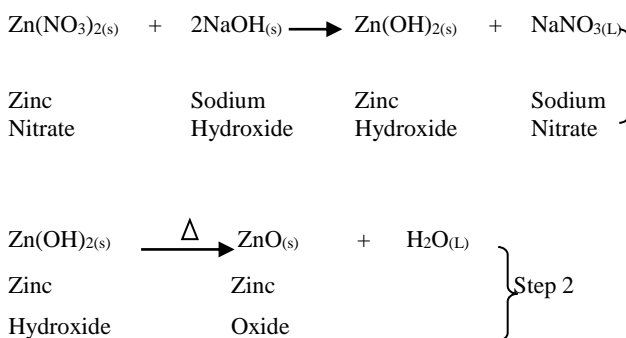 Zn(NO3)2(s) + 2NaOH(s) → Zn(OH)2(s) + NaNO3(L)
Zinc Sodium Zinc Sodium
Nitrate Hydroxide Hydroxide Nitrate
Δ
Zn(OH)2(s) → ZnO(s) + H2O(L)
Zinc Zinc Step 2
Hydroxide Oxide